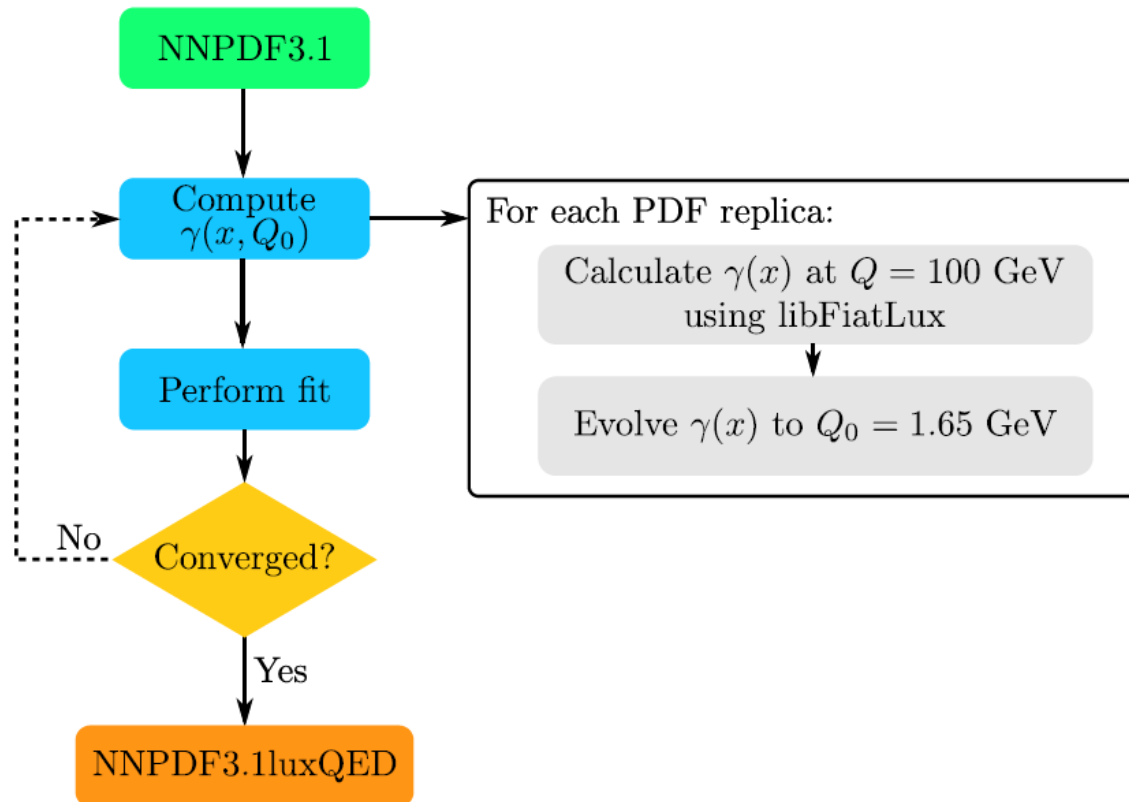 NNPDF3.1
Compute
γ(x, Q₀)
For each PDF replica:
Calculate γ(x) at Q = 100 GeV
using libFiatLux
Evolve γ(x) to Q₀ = 1.65 GeV
Perform fit
Converged?
No
Yes
NNPDF3.1luxQED